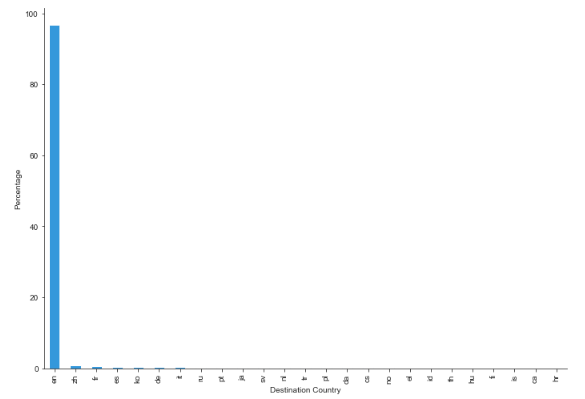 100
80
60
40
20
0
Percentage
en zh fr es ko de it ru pt ja sv nl tr pl da cs no el id th hu fi is ca hr
Destination Country